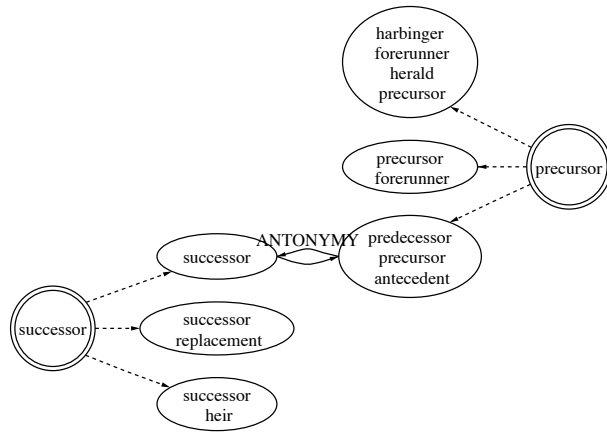 harbinger
forerunner
herald
precursor
precursor
forerunner
precursor
ANTONYMY
predecessor
precursor
antecedent
successor
successor
successor
replacement
successor
heir